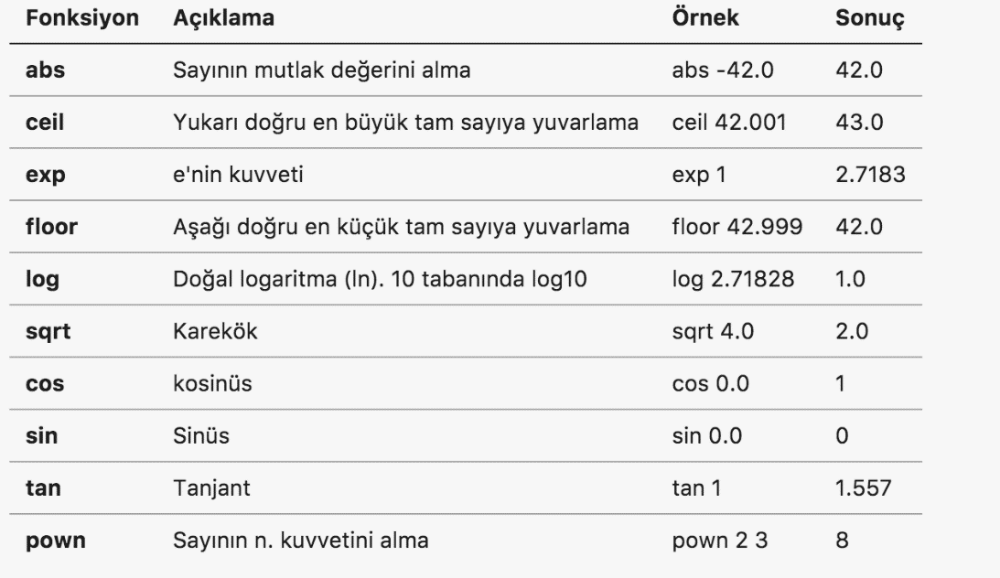 Fonksiyon Açıklama Örnek Sonuç
abs Sayının mutlak değerini alma abs -42.0 42.0
ceil Yukarı doğru en büyük tam sayıya yuvarlama ceil 42.001 43.0
exp e'nin kuvveti exp 1 2.7183
floor Aşağı doğru en küçük tam sayıya yuvarlama floor 42.999 42.0
log Doğal logaritma (ln). 10 tabanında log10 log 2.71828 1.0
sqrt Karekök sqrt 4.0 2.0
cos kosinüs cos 0.0 1
sin Sinüs sin 0.0 0
tan Tanjant tan 1 1.557
pown Sayının n. kuvvetini alma pown 2 3 8